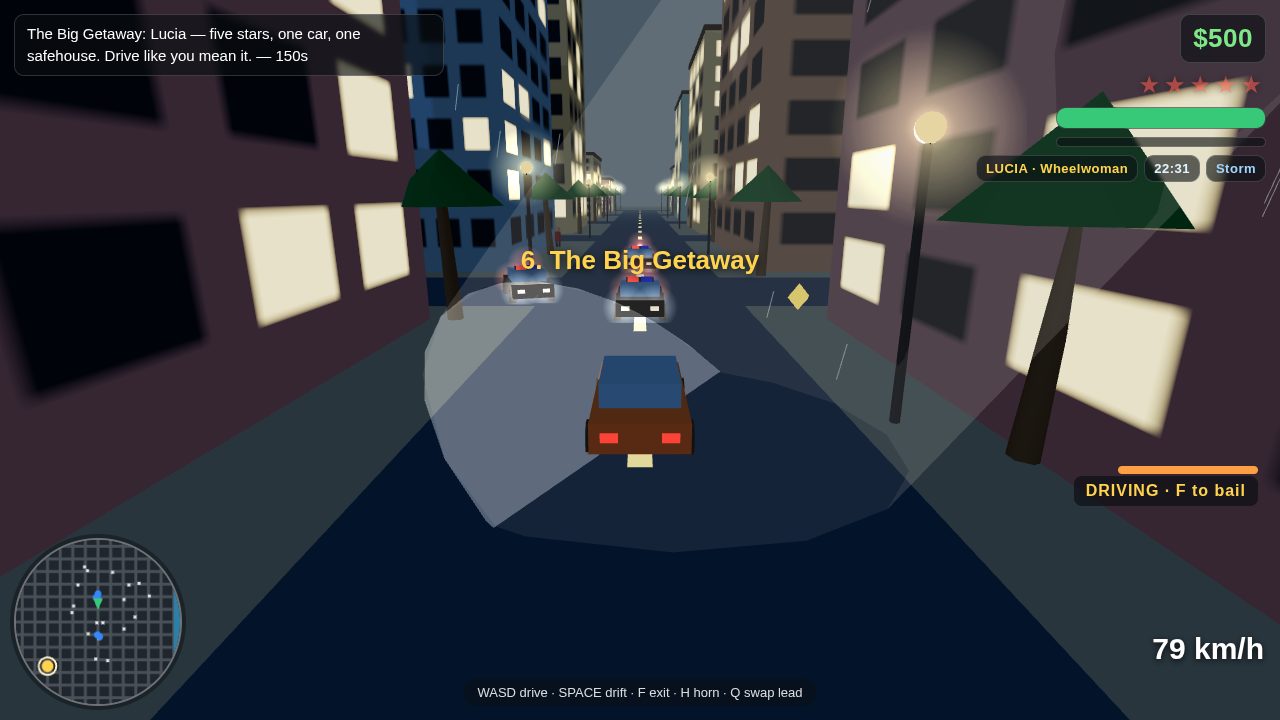 The Big Getaway: Lucia — five stars, one car, one
safehouse. Drive like you mean it. — 150s
$500
★ ★ ★ ★ ★
LUCIA · Wheelwoman
22:31
Storm
6. The Big Getaway
DRIVING · F to bail
79 km/h
WASD drive · SPACE drift · F exit · H horn · Q swap lead